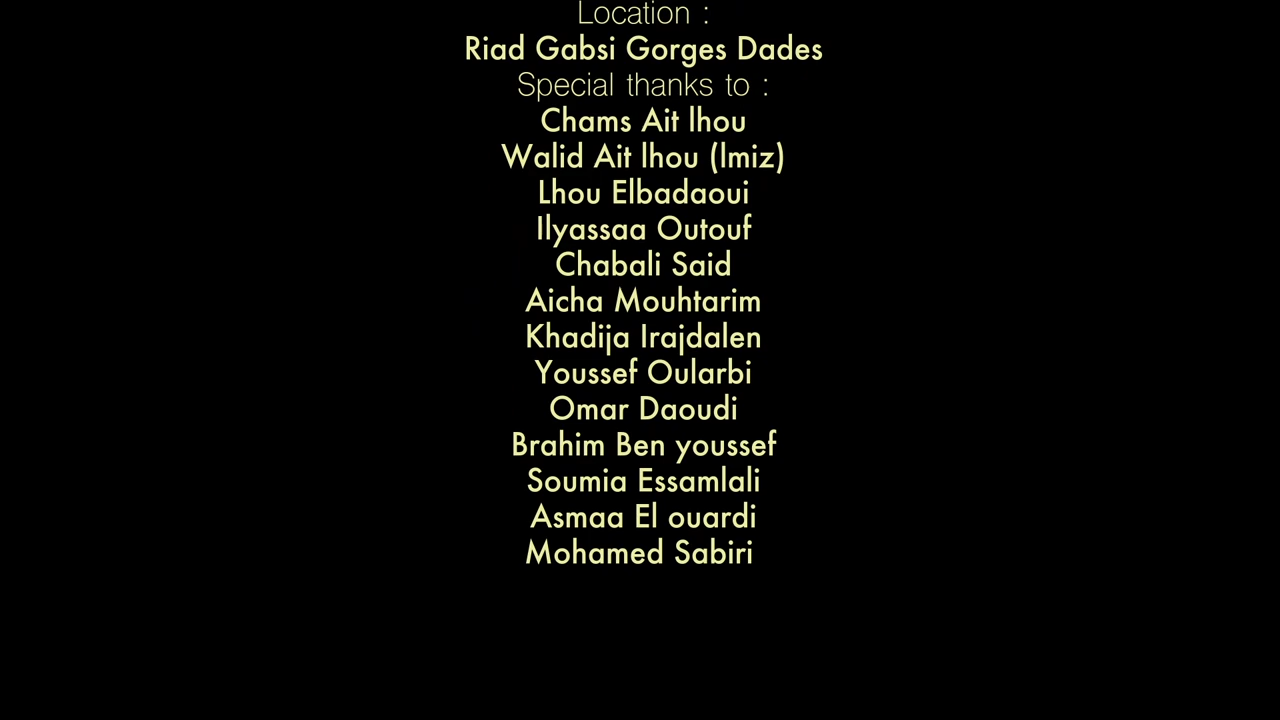 Location :
Riad Gabsi Gorges Dades
Special thanks to :
Chams Ait lhou
Walid Ait lhou (lmiz)
Lhou Elbadaoui
Ilyassaa Outouf
Chabali Said
Aicha Mouhtarim
Khadija Irajdalen
Youssef Oularbi
Omar Daoudi
Brahim Ben youssef
Soumia Essamlali
Asmaa El ouardi
Mohamed Sabiri